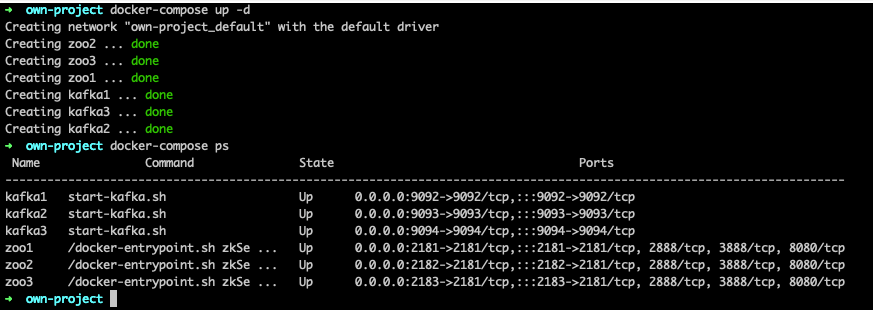 ➜  own-project docker-compose up -d
Creating network "own-project_default" with the default driver
Creating zoo2 ... done
Creating zoo3 ... done
Creating zoo1 ... done
Creating kafka1 ... done
Creating kafka3 ... done
Creating kafka2 ... done
➜  own-project docker-compose ps
 Name               Command               State                                   Ports
------------------------------------------------------------------------------------------------------------------------
kafka1   start-kafka.sh                   Up      0.0.0.0:9092->9092/tcp,:::9092->9092/tcp
kafka2   start-kafka.sh                   Up      0.0.0.0:9093->9093/tcp,:::9093->9093/tcp
kafka3   start-kafka.sh                   Up      0.0.0.0:9094->9094/tcp,:::9094->9094/tcp
zoo1     /docker-entrypoint.sh zkSe ...   Up      0.0.0.0:2181->2181/tcp,:::2181->2181/tcp, 2888/tcp, 3888/tcp, 8080/tcp
zoo2     /docker-entrypoint.sh zkSe ...   Up      0.0.0.0:2182->2181/tcp,:::2182->2181/tcp, 2888/tcp, 3888/tcp, 8080/tcp
zoo3     /docker-entrypoint.sh zkSe ...   Up      0.0.0.0:2183->2181/tcp,:::2183->2181/tcp, 2888/tcp, 3888/tcp, 8080/tcp
➜  own-project